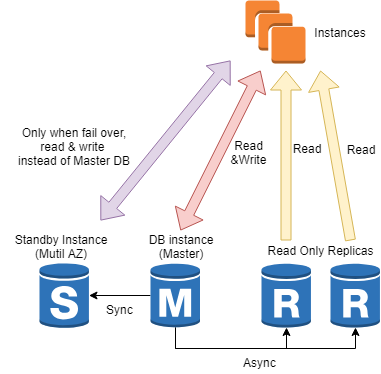 Instances
Only when fail over,
read & write
instead of Master DB
Read
&Write
Read
Read
Standby Instance
(Mutil AZ)
DB instance
(Master)
Read Only Replicas
S
M
R
R
Sync
Async